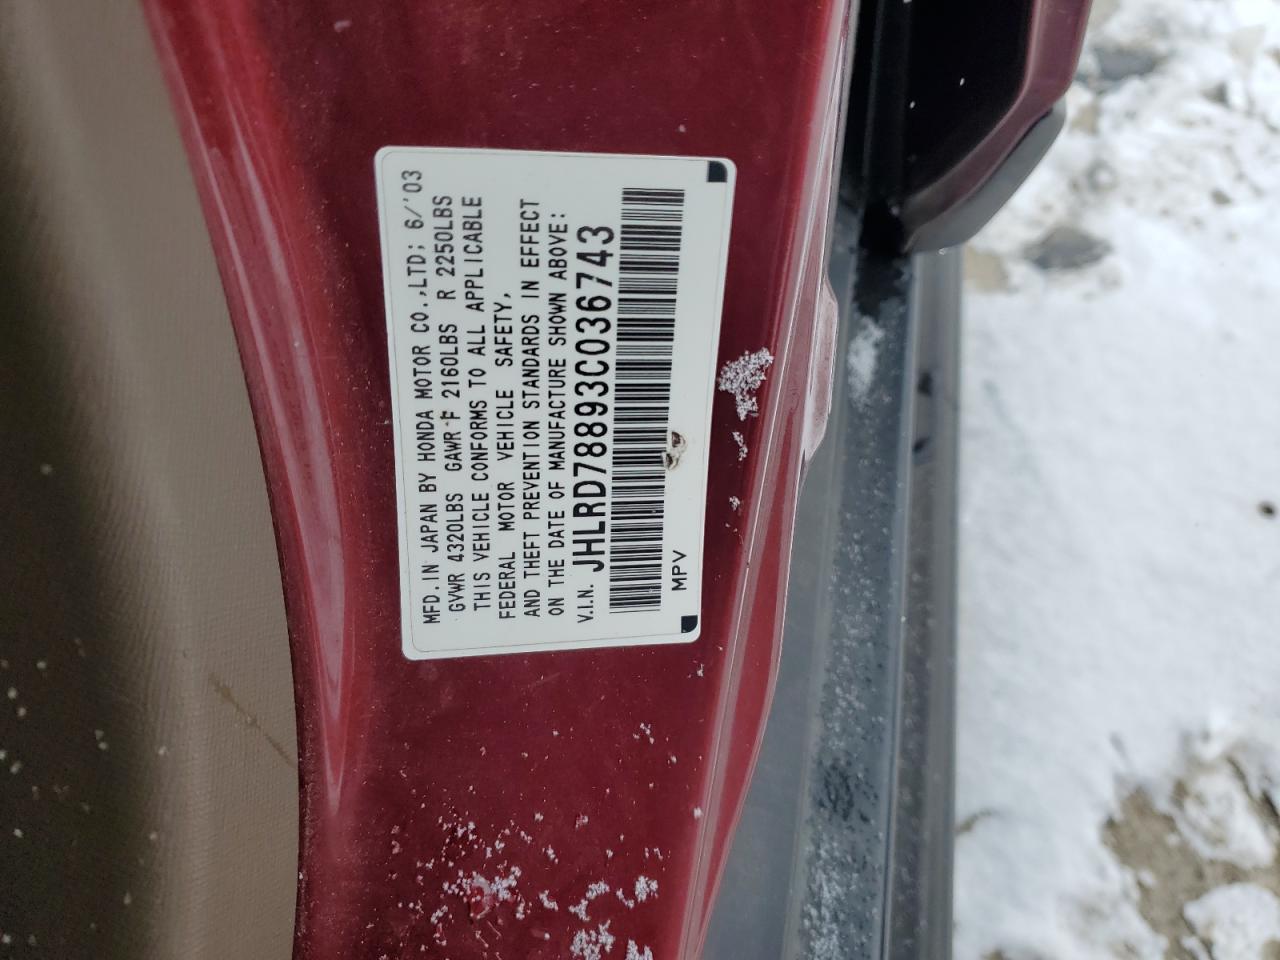 MFD. IN JAPAN BY HONDA MOTOR CO.,LTD; 6/'03
GVWR 4320LBS GAWR F 2160LBS R 2250LBS
THIS VEHICLE CONFORMS TO ALL APPLICABLE
FEDERAL MOTOR VEHICLE SAFETY,
AND THEFT PREVENTION STANDARDS IN EFFECT
ON THE DATE OF MANUFACTURE SHOWN ABOVE:
V.I.N. JHLRD78893C036743
MPV